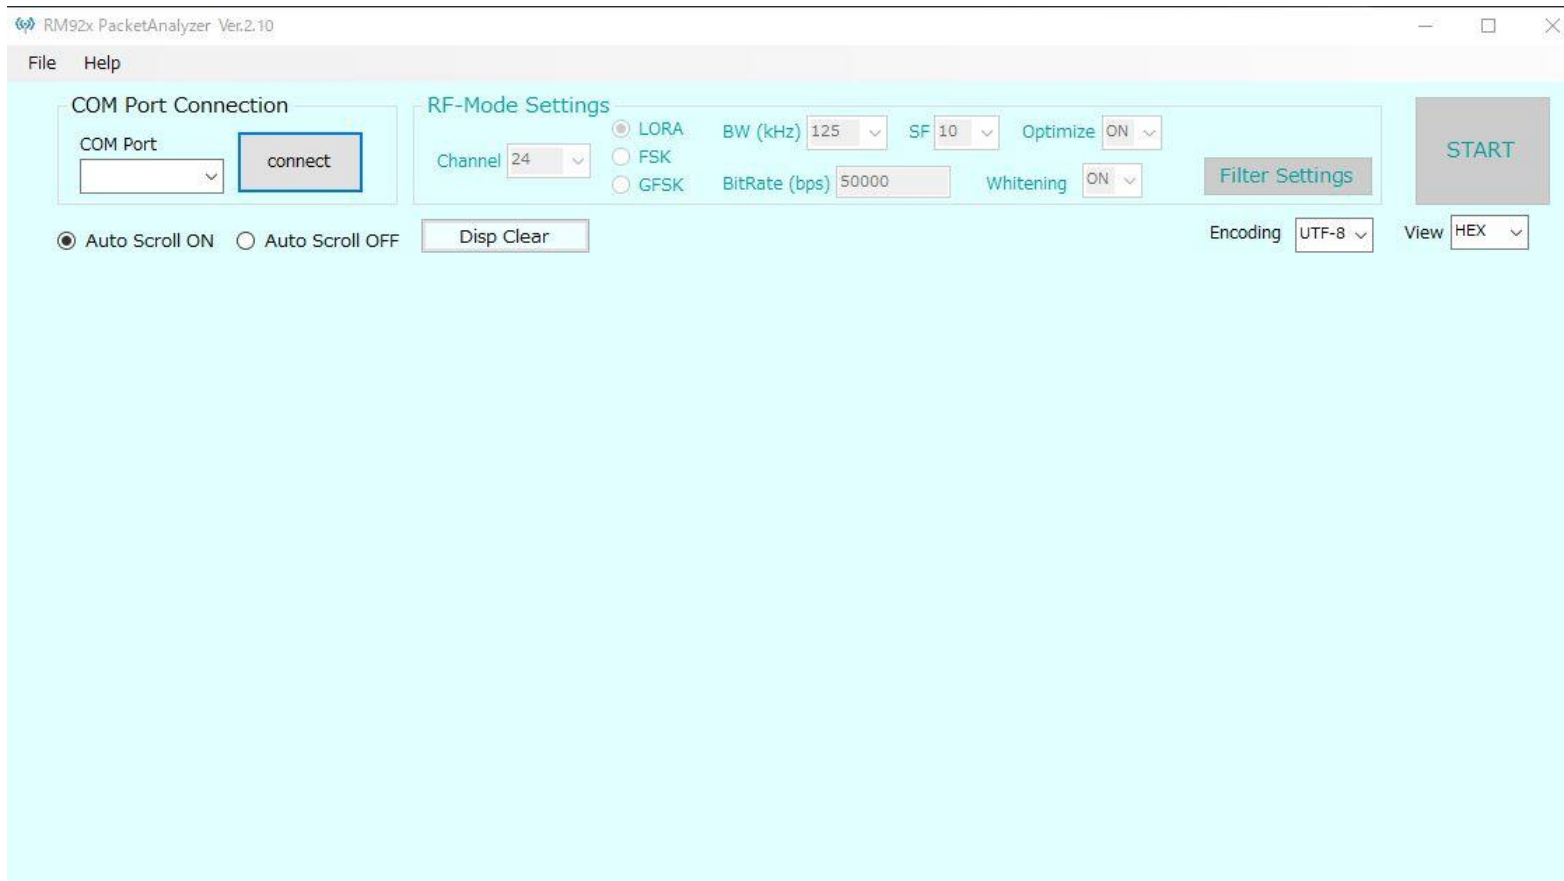 RM92x PacketAnalyzer Ver.2.10
File Help
COM Port Connection
COM Port
connect
RF-Mode Settings
Channel 24
LORA
FSK
GFSK
BW (kHz) 125 SF 10 Optimize ON
BitRate (bps) 50000 Whitening ON
Filter Settings
START
Auto Scroll ON Auto Scroll OFF Disp Clear Encoding UTF-8 View HEX